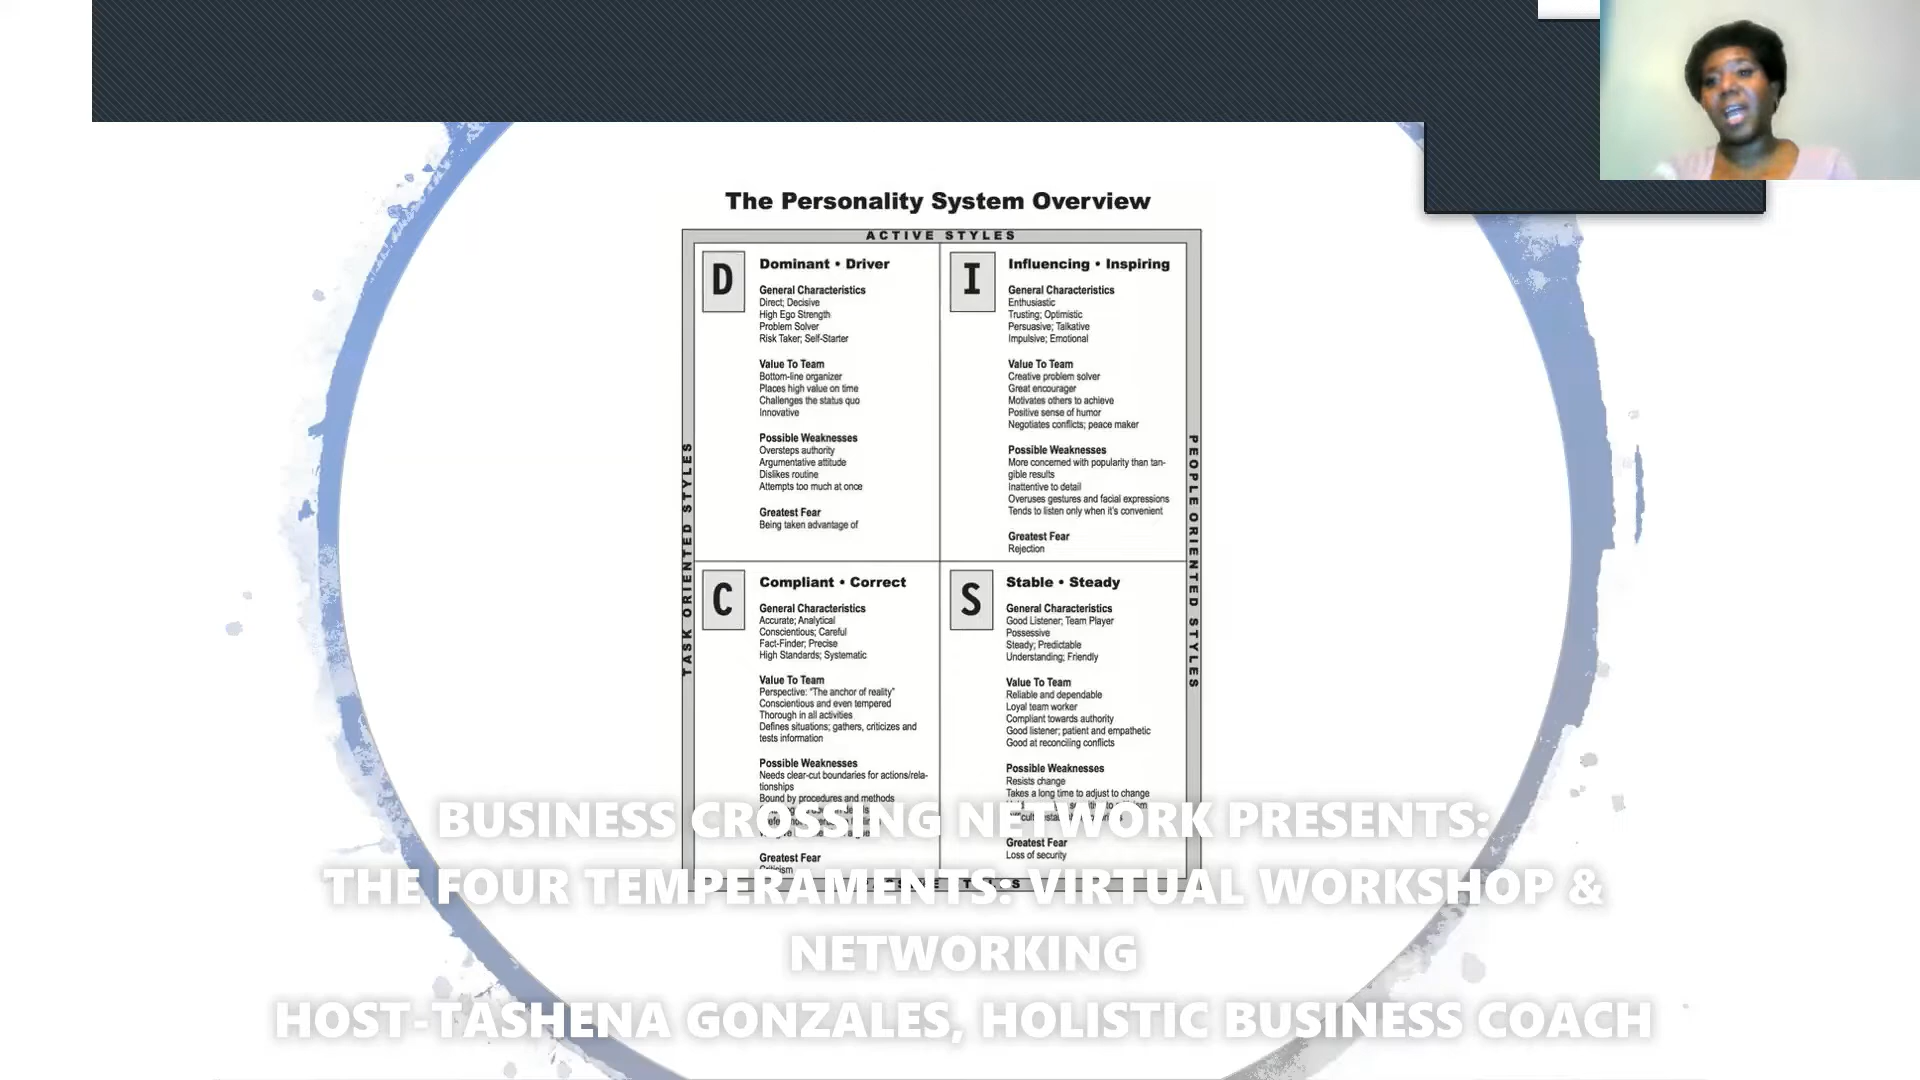 The Personality System Overview
ACTIVE STYLES
TASK ORIENTED STYLES
PEOPLE ORIENTED STYLES
D
Dominant • Driver
General Characteristics
Direct; Decisive
High Ego Strength
Problem Solver
Risk Taker; Self-Starter
Value To Team
Bottom-line organizer
Places high value on time
Challenges the status quo
Innovative
Possible Weaknesses
Oversteps authority
Argumentative attitude
Dislikes routine
Attempts too much at once
Greatest Fear
Being taken advantage of
I
Influencing • Inspiring
General Characteristics
Enthusiastic
Trusting; Optimistic
Persuasive; Talkative
Impulsive; Emotional
Value To Team
Creative problem solver
Great encourager
Motivates others to achieve
Positive sense of humor
Negotiates conflicts; peace maker
Possible Weaknesses
More concerned with popularity than tan-
gible results
Inattentive to detail
Overuses gestures and facial expressions
Tends to listen only when it's convenient
Greatest Fear
Rejection
C
Compliant • Correct
General Characteristics
Accurate; Analytical
Conscientious; Careful
Fact-Finder; Precise
High Standards; Systematic
Value To Team
Perspective: "The anchor of reality"
Conscientious and even tempered
Thorough in all activities
Defines situations; gathers, criticizes and
tests information
Possible Weaknesses
Needs clear-cut boundaries for actions/rela-
tionships
Bound by procedures and methods
Greatest Fear
Criticism
S
Stable • Steady
General Characteristics
Good Listener; Team Player
Possessive
Steady; Predictable
Understanding; Friendly
Value To Team
Reliable and dependable
Loyal team worker
Compliant towards authority
Good listener; patient and empathetic
Good at reconciling conflicts
Possible Weaknesses
Resists change
Takes a long time to adjust to change
Greatest Fear
Loss of security
BUSINESS CROSSING NETWORK PRESENTS:
THE FOUR TEMPERAMENTS: VIRTUAL WORKSHOP &
NETWORKING
HOST-TASHENA GONZALES, HOLISTIC BUSINESS COACH